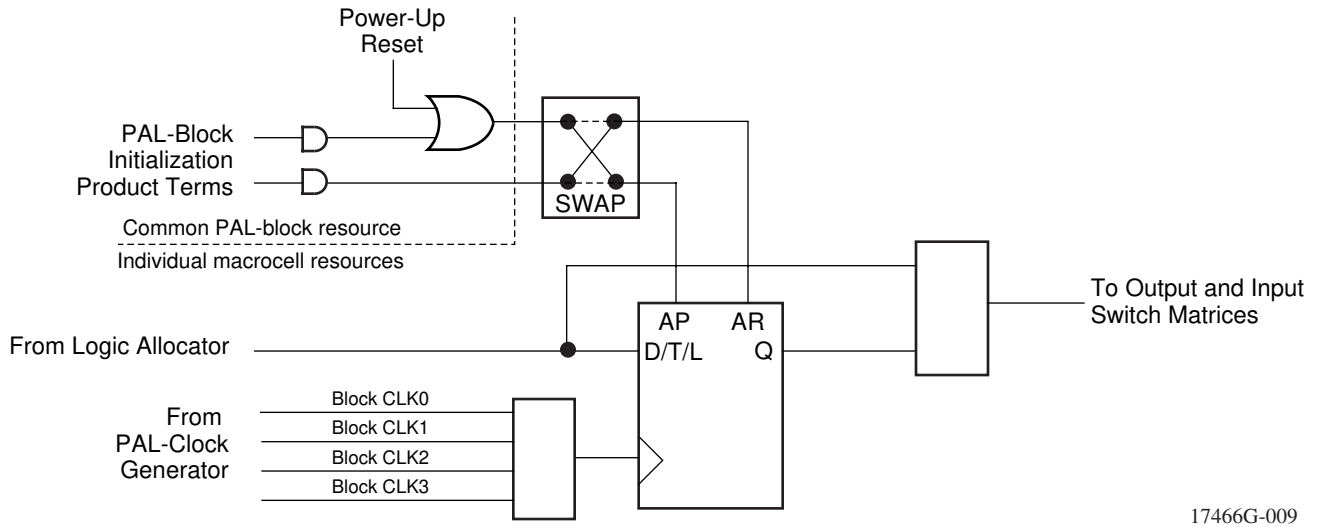 Power-Up
Reset
PAL-Block
Initialization
Product Terms
SWAP
Common PAL-block resource
Individual macrocell resources
To Output and Input
Switch Matrices
AP AR
From Logic Allocator
D/T/L Q
Block CLK0
Block CLK1
Block CLK2
Block CLK3
From
PAL-Clock
Generator
17466G-009